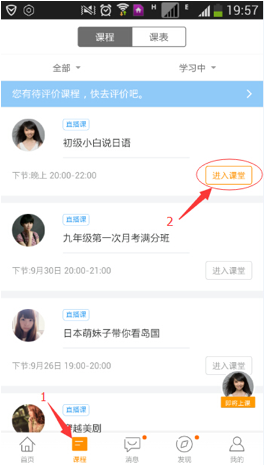 19:57
课程
课表
全部
学习中
您有待评价课程，快去评价吧。
直播课
初级小白说日语
下节:晚上 20:00-22:00
进入课堂
2
直播课
九年级第一次月考满分班
下节:9月30日 20:00-21:00
进入课堂
直播课
日本萌妹子带你看岛国
下节:9月26日 19:00-20:00
进入课堂
1
直播课
越美剧
首页
课程
消息
发现
我的